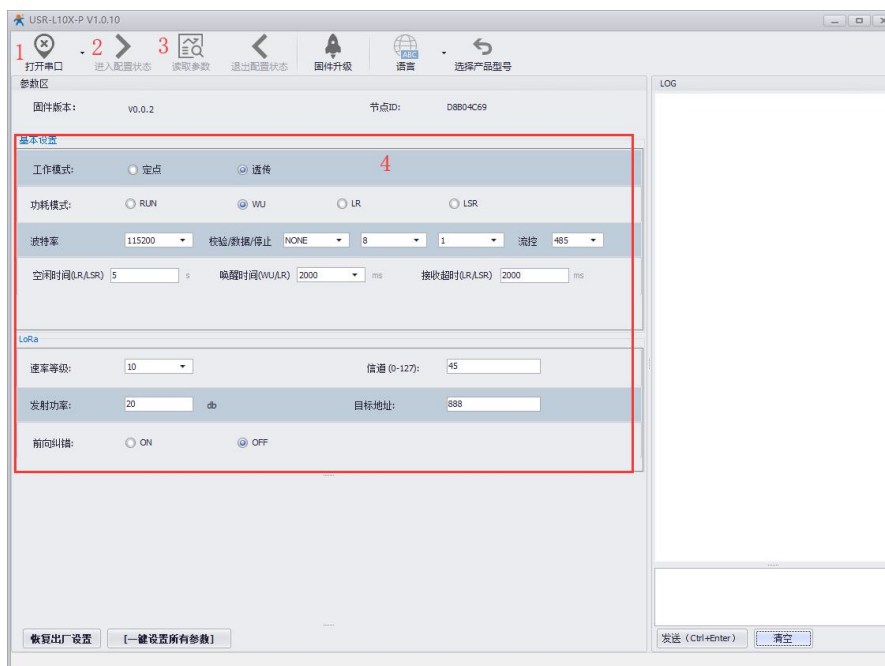 USR-L10X-P V1.0.10
1 2 3
打开串口 进入配置状态 读取参数 退出配置状态 固件升级 ABC 语言 选择产品型号
参数区 LOG
固件版本: V0.0.2 节点ID: D8B04C69
基本设置
工作模式: 定点 透传 4
功耗模式: RUN WU LR LSR
波特率 115200 校验/数据/停止 NONE 8 1 流控 485
空闲时间(LR/LSR) 5 s 唤醒时间(WU/LR) 2000 ms 接收超时(LR/LSR) 2000 ms
LoRa
速率等级: 10 信道 (0-127): 45
发射功率: 20 db 目标地址: 888
前向纠错: ON OFF
恢复出厂设置 [一键设置所有参数] 发送 (Ctrl+Enter) 清空